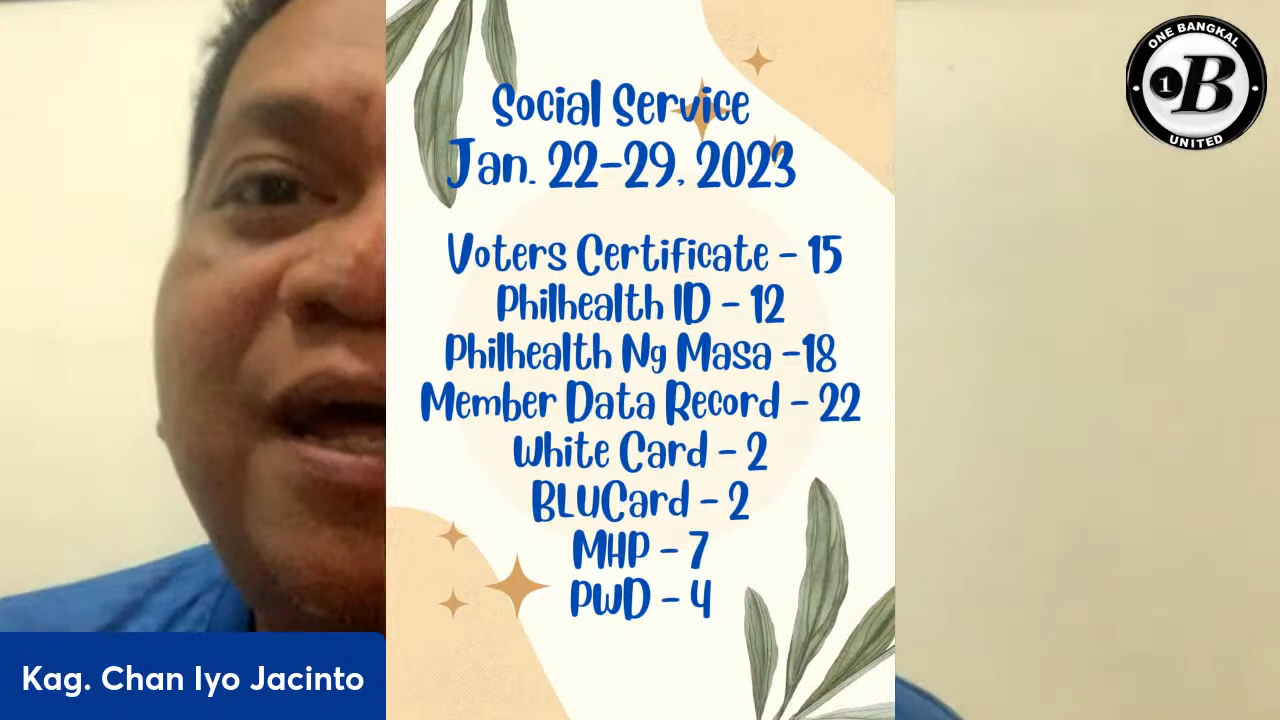 Social Service
Jan. 22-29, 2023
Voters Certificate - 15
Philhealth ID - 12
Philhealth Ng Masa -18
Member Data Record - 22
White Card - 2
BLUCard - 2
MHP - 7
PWD - 4
Kag. Chan Iyo Jacinto
ONE BANGKAL
1B
UNITED